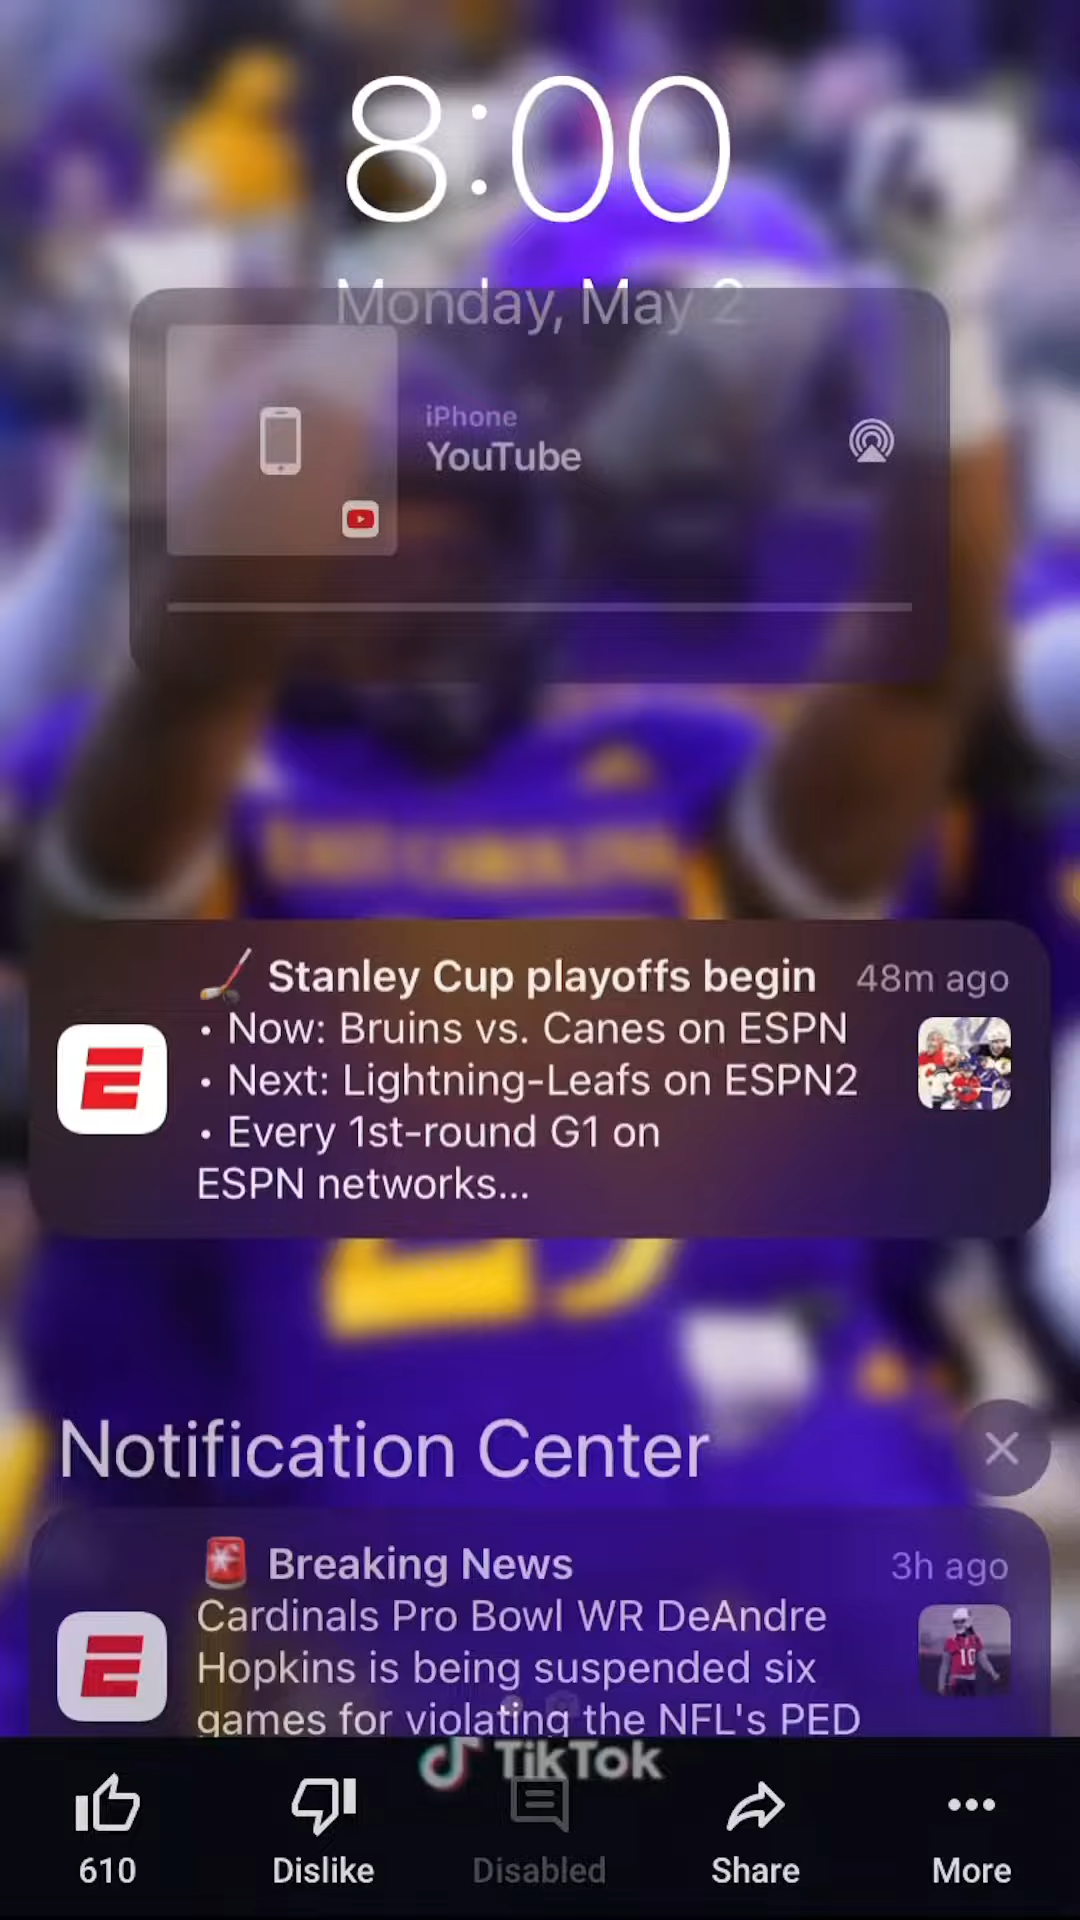 8:00
Monday, May 2
iPhone
YouTube
Stanley Cup playoffs begin 48m ago
• Now: Bruins vs. Canes on ESPN
• Next: Lightning-Leafs on ESPN2
• Every 1st-round G1 on
ESPN networks...
Notification Center
Breaking News 3h ago
Cardinals Pro Bowl WR DeAndre
Hopkins is being suspended six
games for violating the NFL's PED
TikTok
610 Dislike Disabled Share More